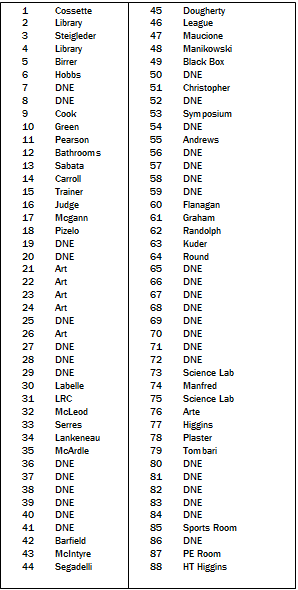 1 Cossette
2 Library
3 Steigleder
4 Library
5 Birrer
6 Hobbs
7 DNE
8 DNE
9 Cook
10 Green
11 Pearson
12 Bathrooms
13 Sabata
14 Carroll
15 Trainer
16 Judge
17 Mcgann
18 Pizelo
19 DNE
20 DNE
21 Art
22 Art
23 Art
24 Art
25 DNE
26 Art
27 DNE
28 DNE
29 DNE
30 Labelle
31 LRC
32 McLeod
33 Serres
34 Lankeneau
35 McArdle
36 DNE
37 DNE
38 DNE
39 DNE
40 DNE
41 DNE
42 Barfield
43 McIntyre
44 Segadelli
45 Dougherty
46 League
47 Maucione
48 Manikowski
49 Black Box
50 DNE
51 Christopher
52 DNE
53 Symposium
54 DNE
55 Andrews
56 DNE
57 DNE
58 DNE
59 DNE
60 Flanagan
61 Graham
62 Randolph
63 Kuder
64 Round
65 DNE
66 DNE
67 DNE
68 DNE
69 DNE
70 DNE
71 DNE
72 DNE
73 Science Lab
74 Manfred
75 Science Lab
76 Arte
77 Higgins
78 Plaster
79 Tombari
80 DNE
81 DNE
82 DNE
83 DNE
84 DNE
85 Sports Room
86 DNE
87 PE Room
88 HT Higgins